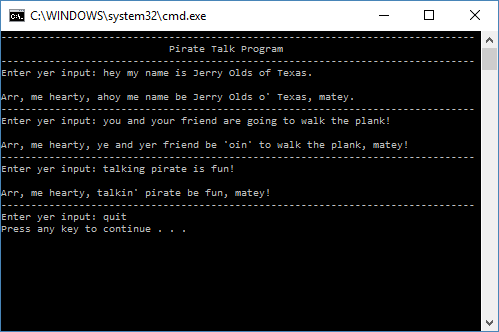 C:\WINDOWS\system32\cmd.exe
-------------------------------------------------------------------------------
Pirate Talk Program
-------------------------------------------------------------------------------
Enter yer input: hey my name is Jerry Olds of Texas.
Arr, me hearty, ahoy me name be Jerry Olds o' Texas, matey.
-------------------------------------------------------------------------------
Enter yer input: you and your friend are going to walk the plank!
Arr, me hearty, ye and yer friend be 'oin' to walk the plank, matey!
-------------------------------------------------------------------------------
Enter yer input: talking pirate is fun!
Arr, me hearty, talkin' pirate be fun, matey!
-------------------------------------------------------------------------------
Enter yer input: quit
Press any key to continue . . .